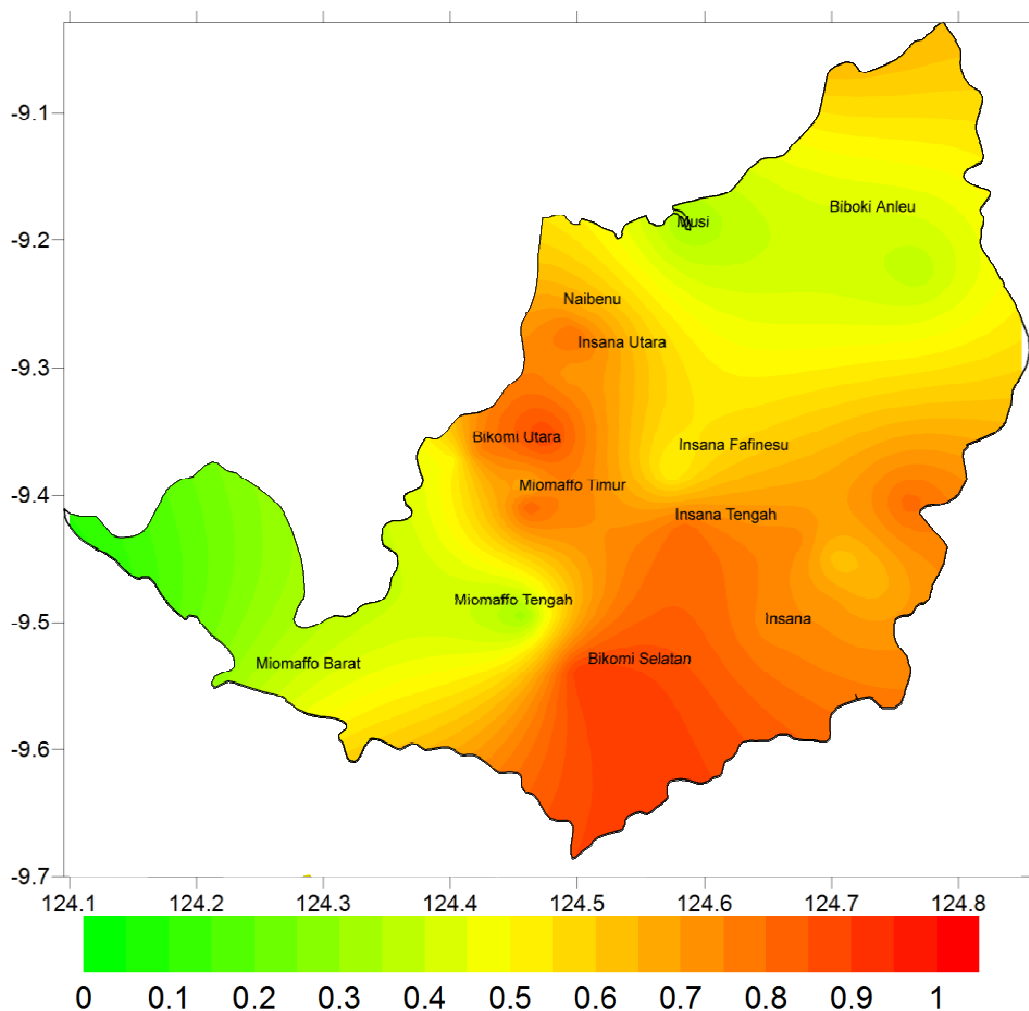 -9.1
Biboki Anleu
-9.2
Musi
Naibenu
-9.3
Insana Utara
Bikomi Utara
Insana Fafinesu
-9.4
Miomaffo Timur
Insana Tengah
-9.5
Miomaffo Tengah
Insana
Miomaffo Barat
Bikomi Selatan
-9.6
-9.7
124.1 124.2 124.3 124.4 124.5 124.6 124.7 124.8
0 0.1 0.2 0.3 0.4 0.5 0.6 0.7 0.8 0.9 1